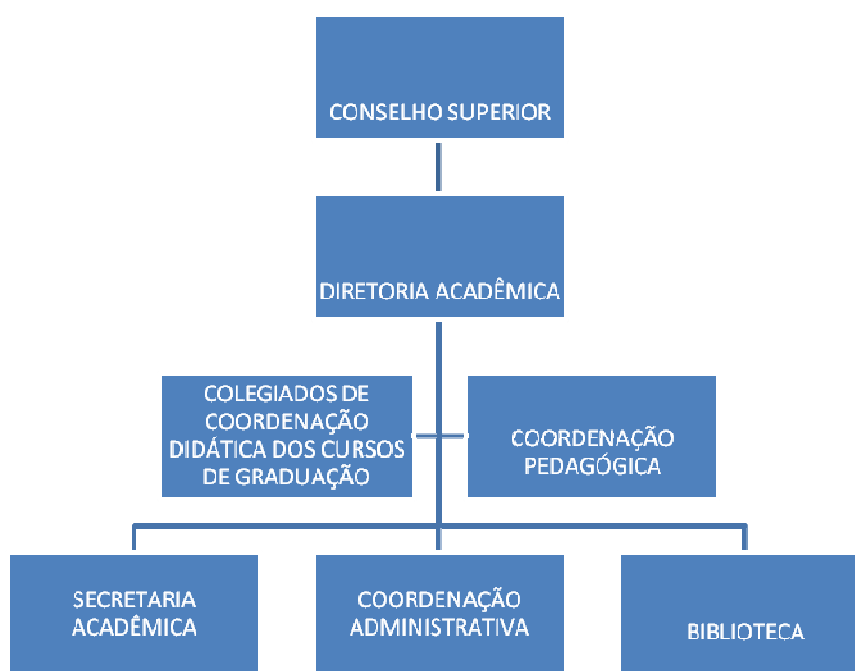 CONSELHO SUPERIOR
DIRETORIA ACADÊMICA
COLEGIADOS DE
COORDENAÇÃO
DIDÁTICA DOS CURSOS
DE GRADUAÇÃO
COORDENAÇÃO
PEDAGÓGICA
SECRETARIA
ACADÊMICA
COORDENAÇÃO
ADMINISTRATIVA
BIBLIOTECA